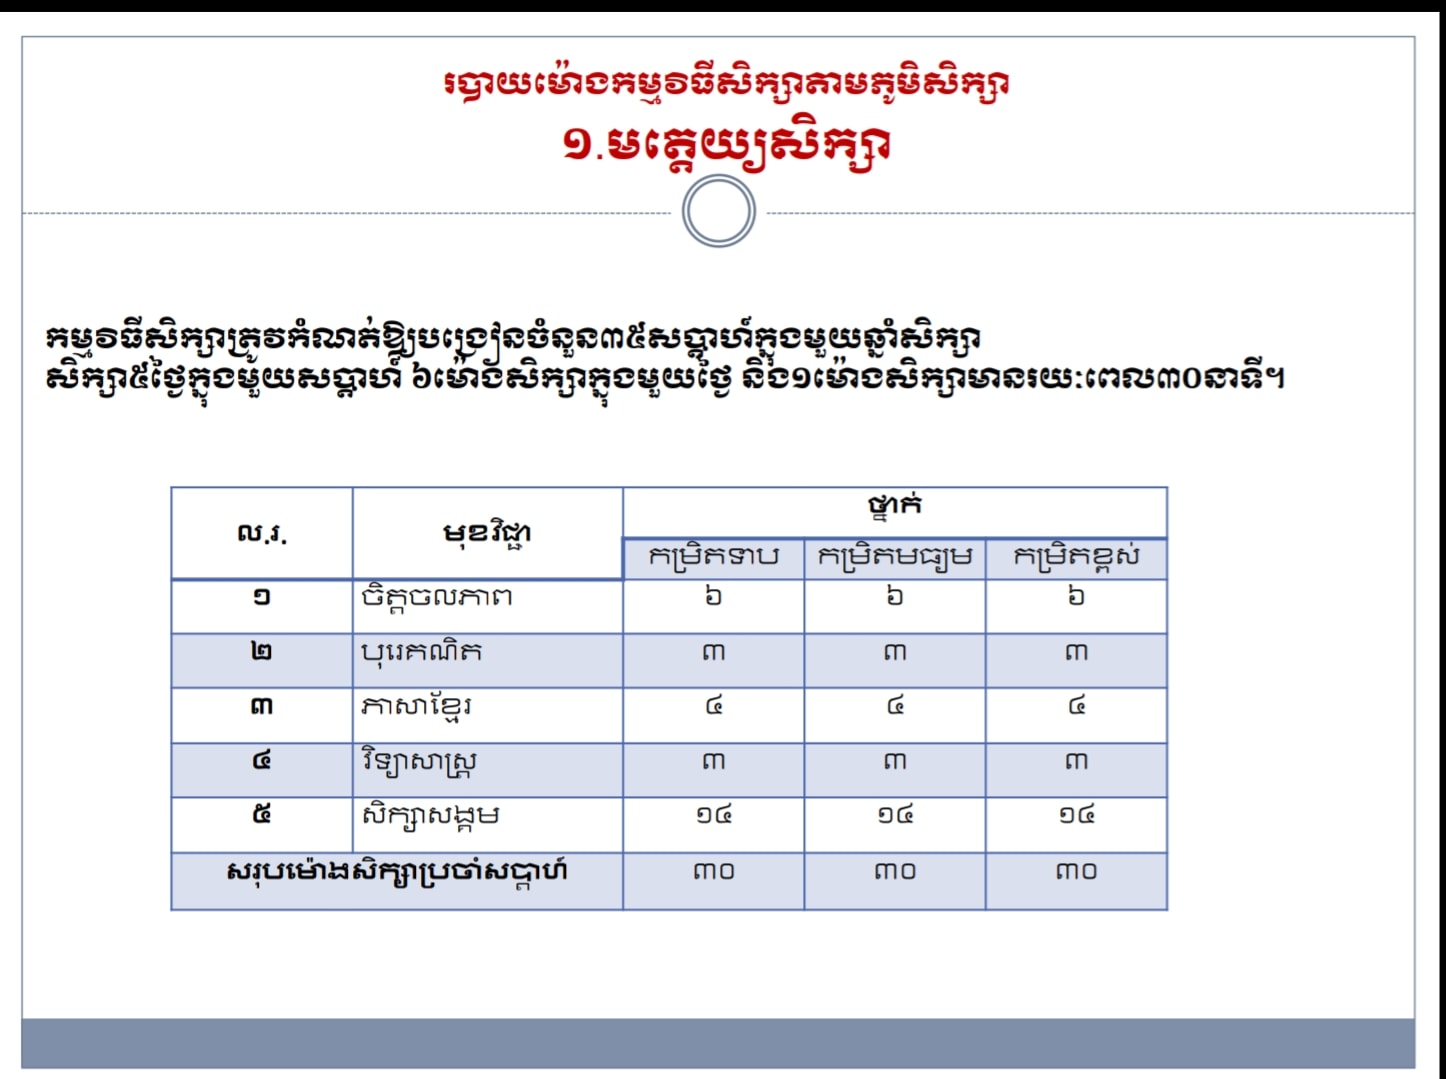 របាយម៉ោងកម្មវិធីសិក្សាតាមភូមិសិក្សា
១.មត្តេយ្យសិក្សា
កម្មវិធីសិក្សាត្រូវកំណត់ឱ្យបង្រៀនចំនួន៣៥សប្តាហ៍ក្នុងមួយឆ្នាំសិក្សា
សិក្សា៥ថ្ងៃក្នុងមួយសប្តាហ៍ ៦ម៉ោងសិក្សាក្នុងមួយថ្ងៃ និង១ម៉ោងសិក្សាមានរយៈពេល៣០នាទី។
ល.រ. មុខវិជ្ជា ថ្នាក់
កម្រិតទាប កម្រិតមធ្យម កម្រិតខ្ពស់
១ ចិត្តចលភាព ៦ ៦ ៦
២ បុរេគណិត ៣ ៣ ៣
៣ ភាសាខ្មែរ ៤ ៤ ៤
៤ វិទ្យាសាស្ត្រ ៣ ៣ ៣
៥ សិក្សាសង្គម ១៤ ១៤ ១៤
សរុបម៉ោងសិក្សាប្រចាំសប្តាហ៍ ៣០ ៣០ ៣០